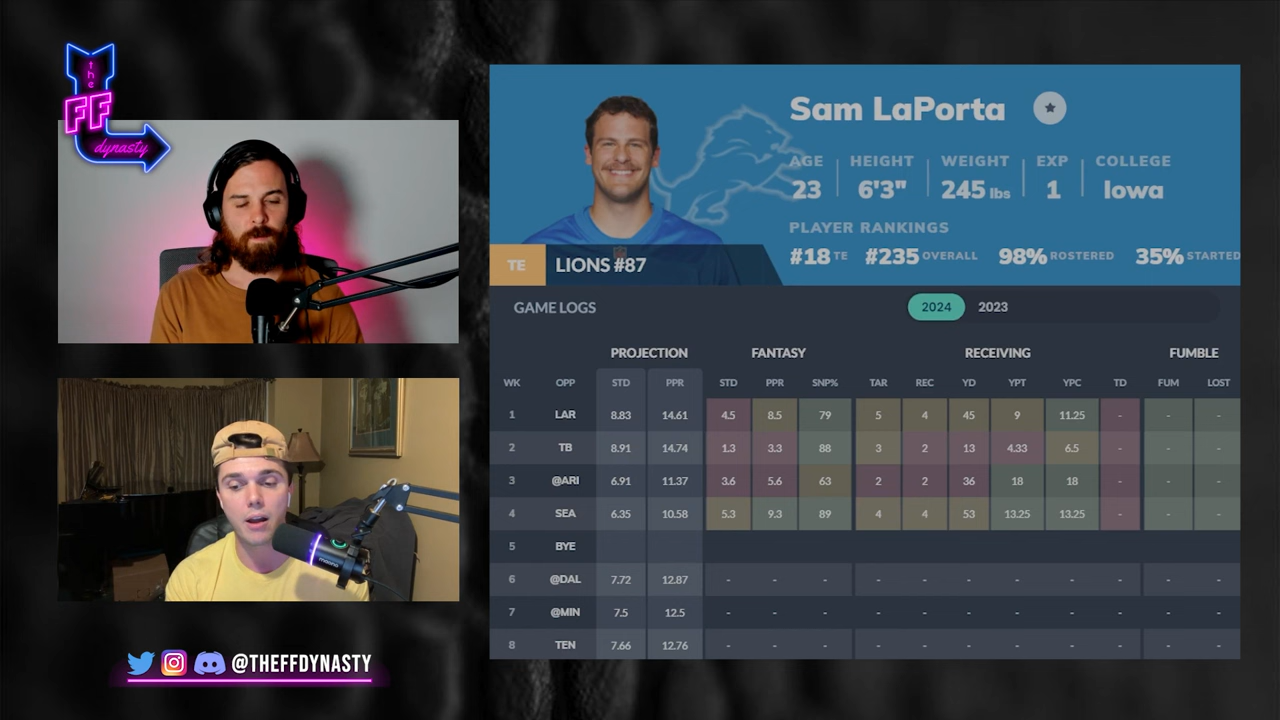 the
FF
dynasty
Sam LaPorta
AGE HEIGHT WEIGHT EXP COLLEGE
23 6'3" 245 lbs 1 Iowa
PLAYER RANKINGS
#18 TE #235 OVERALL 98% ROSTERED 35% STARTED
TE LIONS #87
GAME LOGS 2024 2023
PROJECTION FANTASY RECEIVING FUMBLE
WK OPP STD PPR STD PPR SNP% TAR REC YD YPT YPC TD FUM LOST
1 LAR 8.83 14.61 4.5 8.5 79 5 4 45 9 11.25 - - -
2 TB 8.91 14.74 1.3 3.3 88 3 2 13 4.33 6.5 - - -
3 @ARI 6.91 11.37 3.6 5.6 63 2 2 36 18 18 - - -
4 SEA 6.35 10.58 5.3 9.3 89 4 4 53 13.25 13.25 - - -
5 BYE
6 @DAL 7.72 12.87 - - - - - - - - - - -
7 @MIN 7.5 12.5 - - - - - - - - - - -
8 TEN 7.66 12.76 - - - - - - - - - - -
maono
@THEFFDYNASTY